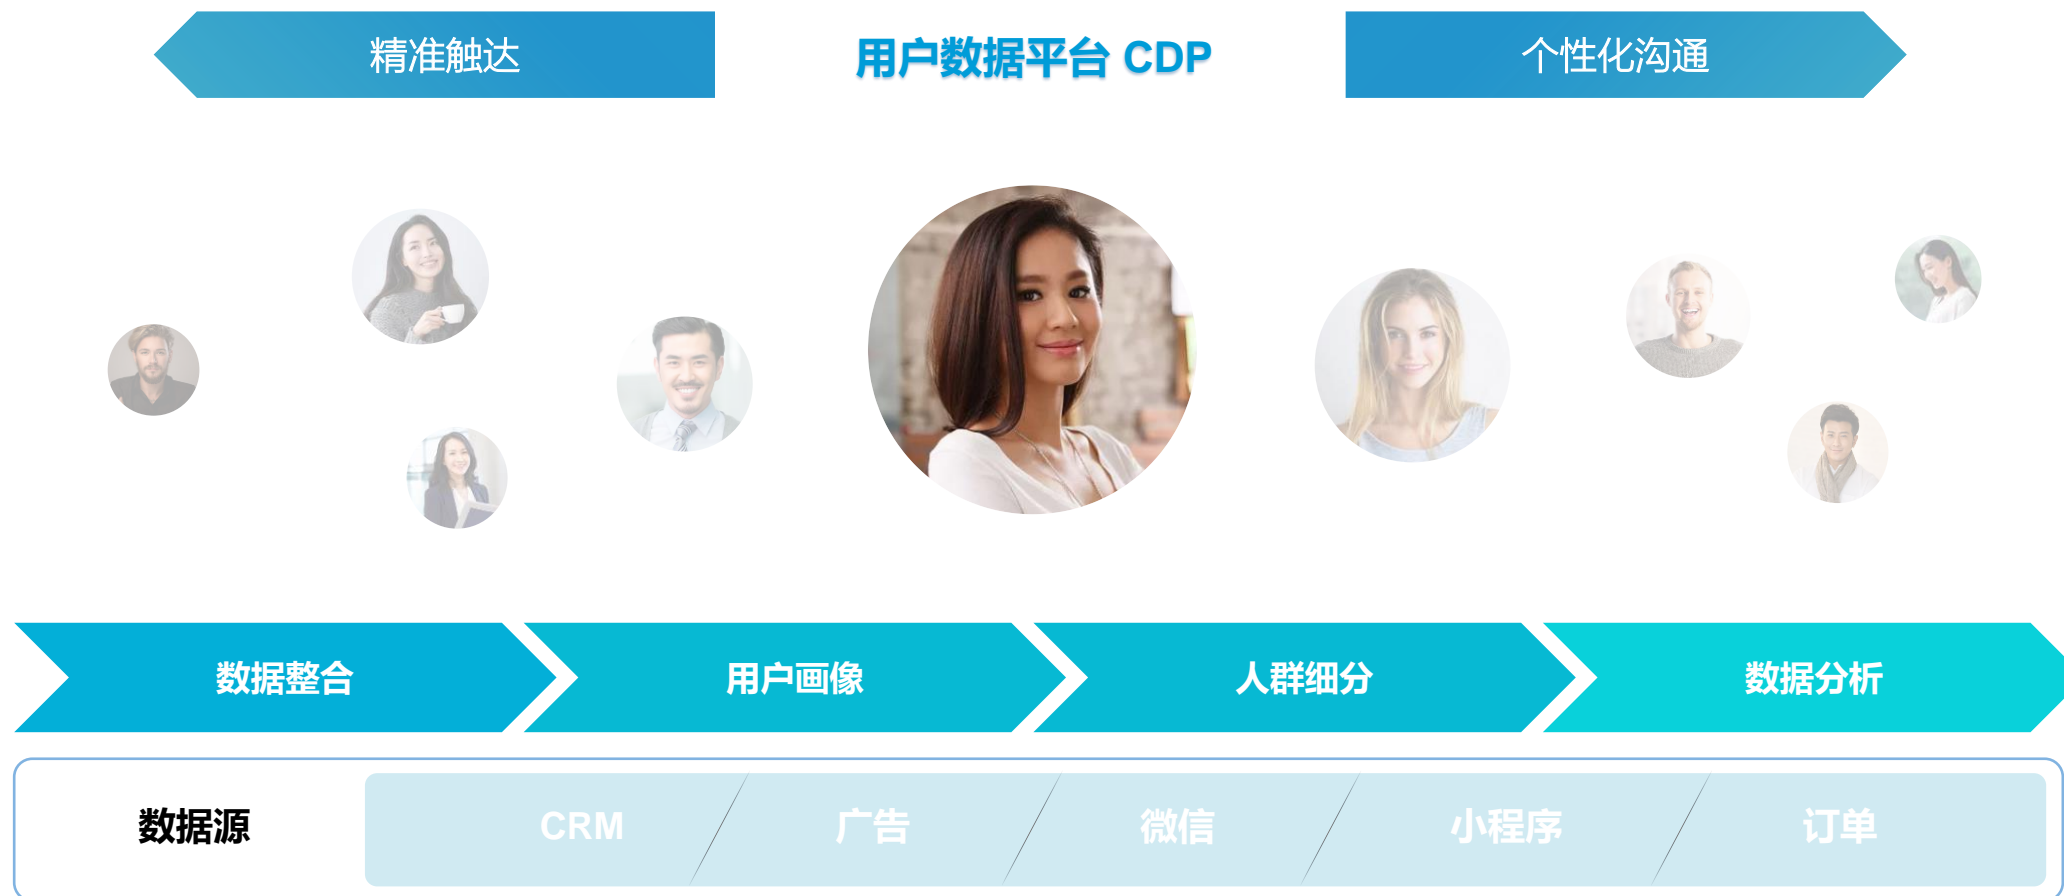 精准触达
用户数据平台 CDP
个性化沟通
数据整合
用户画像
人群细分
数据分析
数据源
CRM
广告
微信
小程序
订单